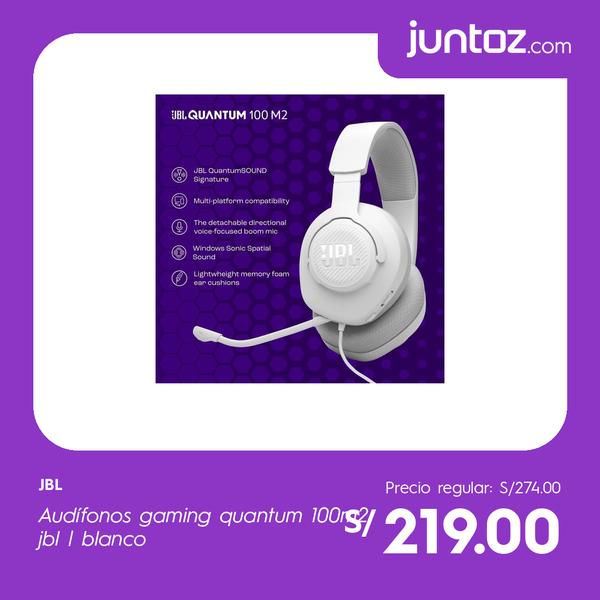 juntoz.com
JBL QUANTUM 100 M2
JBL QuantumSOUND
Signature
Multi-platform compatibility
The detachable directional
voice-focused boom mic
Windows Sonic Spatial
Sound
Lightwheight memory foam
ear cushions
JBL
JBL
Precio regular: S/274.00
Audífonos gaming quantum 100m2
jbl | blanco
S/ 219.00